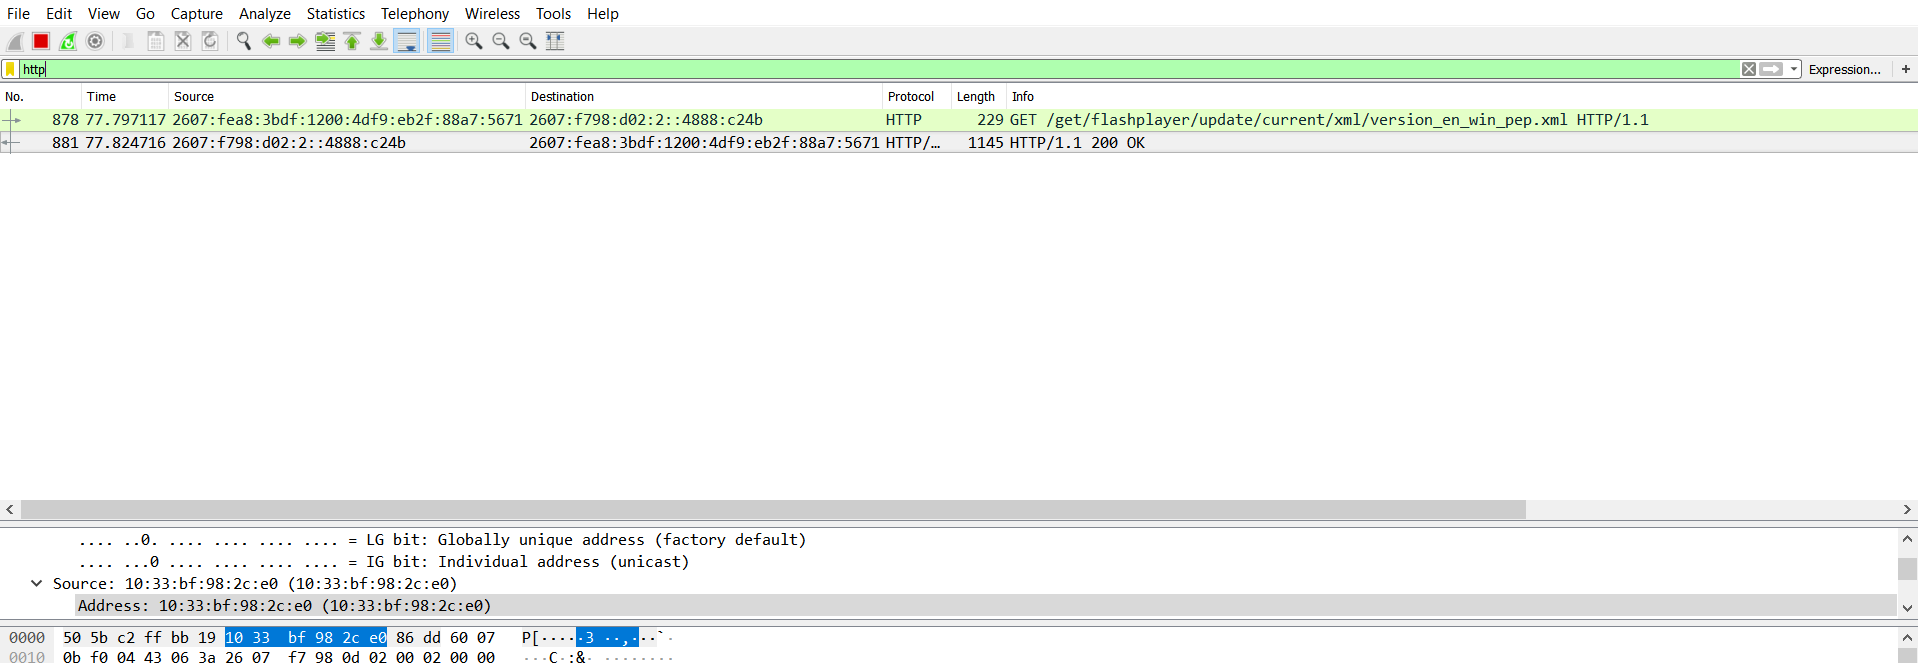 File Edit View Go Capture Analyze Statistics Telephony Wireless Tools Help
http
Expression... +
No. Time Source Destination Protocol Length Info
878 77.797117 2607:fea8:3bdf:1200:4df9:eb2f:88a7:5671 2607:f798:d02:2::4888:c24b HTTP 229 GET /get/flashplayer/update/current/xml/version_en_win_pep.xml HTTP/1.1
881 77.824716 2607:f798:d02:2::4888:c24b 2607:fea8:3bdf:1200:4df9:eb2f:88a7:5671 HTTP/… 1145 HTTP/1.1 200 OK
.... ..0. .... .... .... .... = LG bit: Globally unique address (factory default)
.... ...0 .... .... .... .... = IG bit: Individual address (unicast)
Source: 10:33:bf:98:2c:e0 (10:33:bf:98:2c:e0)
Address: 10:33:bf:98:2c:e0 (10:33:bf:98:2c:e0)
0000 50 5b c2 ff bb 19 10 33 bf 98 2c e0 86 dd 60 07 P[·····3 ··,···`·
0010 0b f0 04 43 06 3a 26 07 f7 98 0d 02 00 02 00 00 ···C·:&· ········